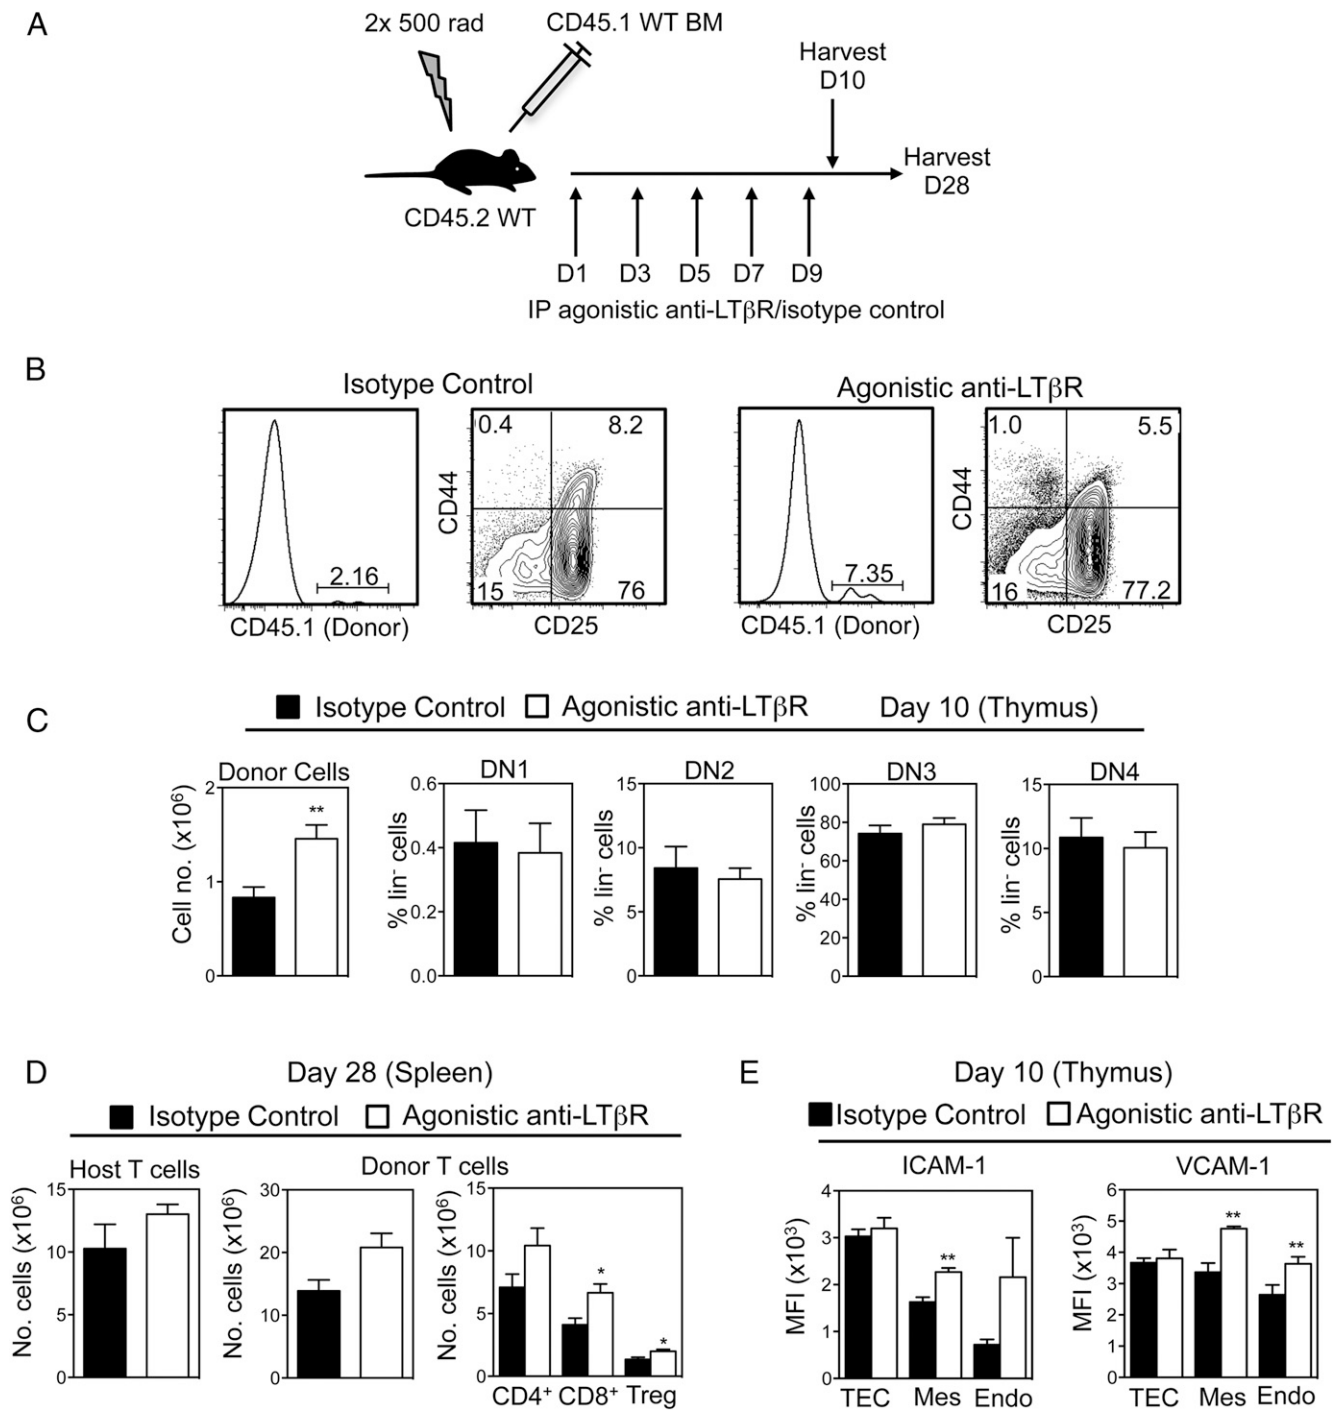 A
2x 500 rad
CD45.1 WT BM
Harvest
D10
Harvest
D28
CD45.2 WT
D1 D3 D5 D7 D9
IP agonistic anti-LTβR/isotype control
B
Isotype Control
Agonistic anti-LTβR
2.16
CD45.1 (Donor)
0.4 8.2
15 76
CD44
CD25
7.35
CD45.1 (Donor)
1.0 5.5
16 77.2
CD44
CD25
C
Isotype Control Agonistic anti-LTβR Day 10 (Thymus)
Donor Cells
Cell no. (x10⁶)
2
1
0
**
DN1
% lin⁻ cells
0.6
0.4
0.2
0.0
DN2
% lin⁻ cells
15
10
5
0
DN3
% lin⁻ cells
100
80
60
40
20
0
DN4
% lin⁻ cells
15
10
5
0
D
Day 28 (Spleen)
Isotype Control Agonistic anti-LTβR
Host T cells
No. cells (x10⁶)
15
10
5
0
Donor T cells
No. cells (x10⁶)
30
20
10
0
No. cells (x10⁶)
15
10
5
0
*
*
CD4⁺ CD8⁺ Treg
E
Day 10 (Thymus)
Isotype Control Agonistic anti-LTβR
ICAM-1
MFI (x10³)
4
3
2
1
0
**
TEC Mes Endo
VCAM-1
MFI (x10³)
6
5
4
3
2
1
0
**
**
TEC Mes Endo